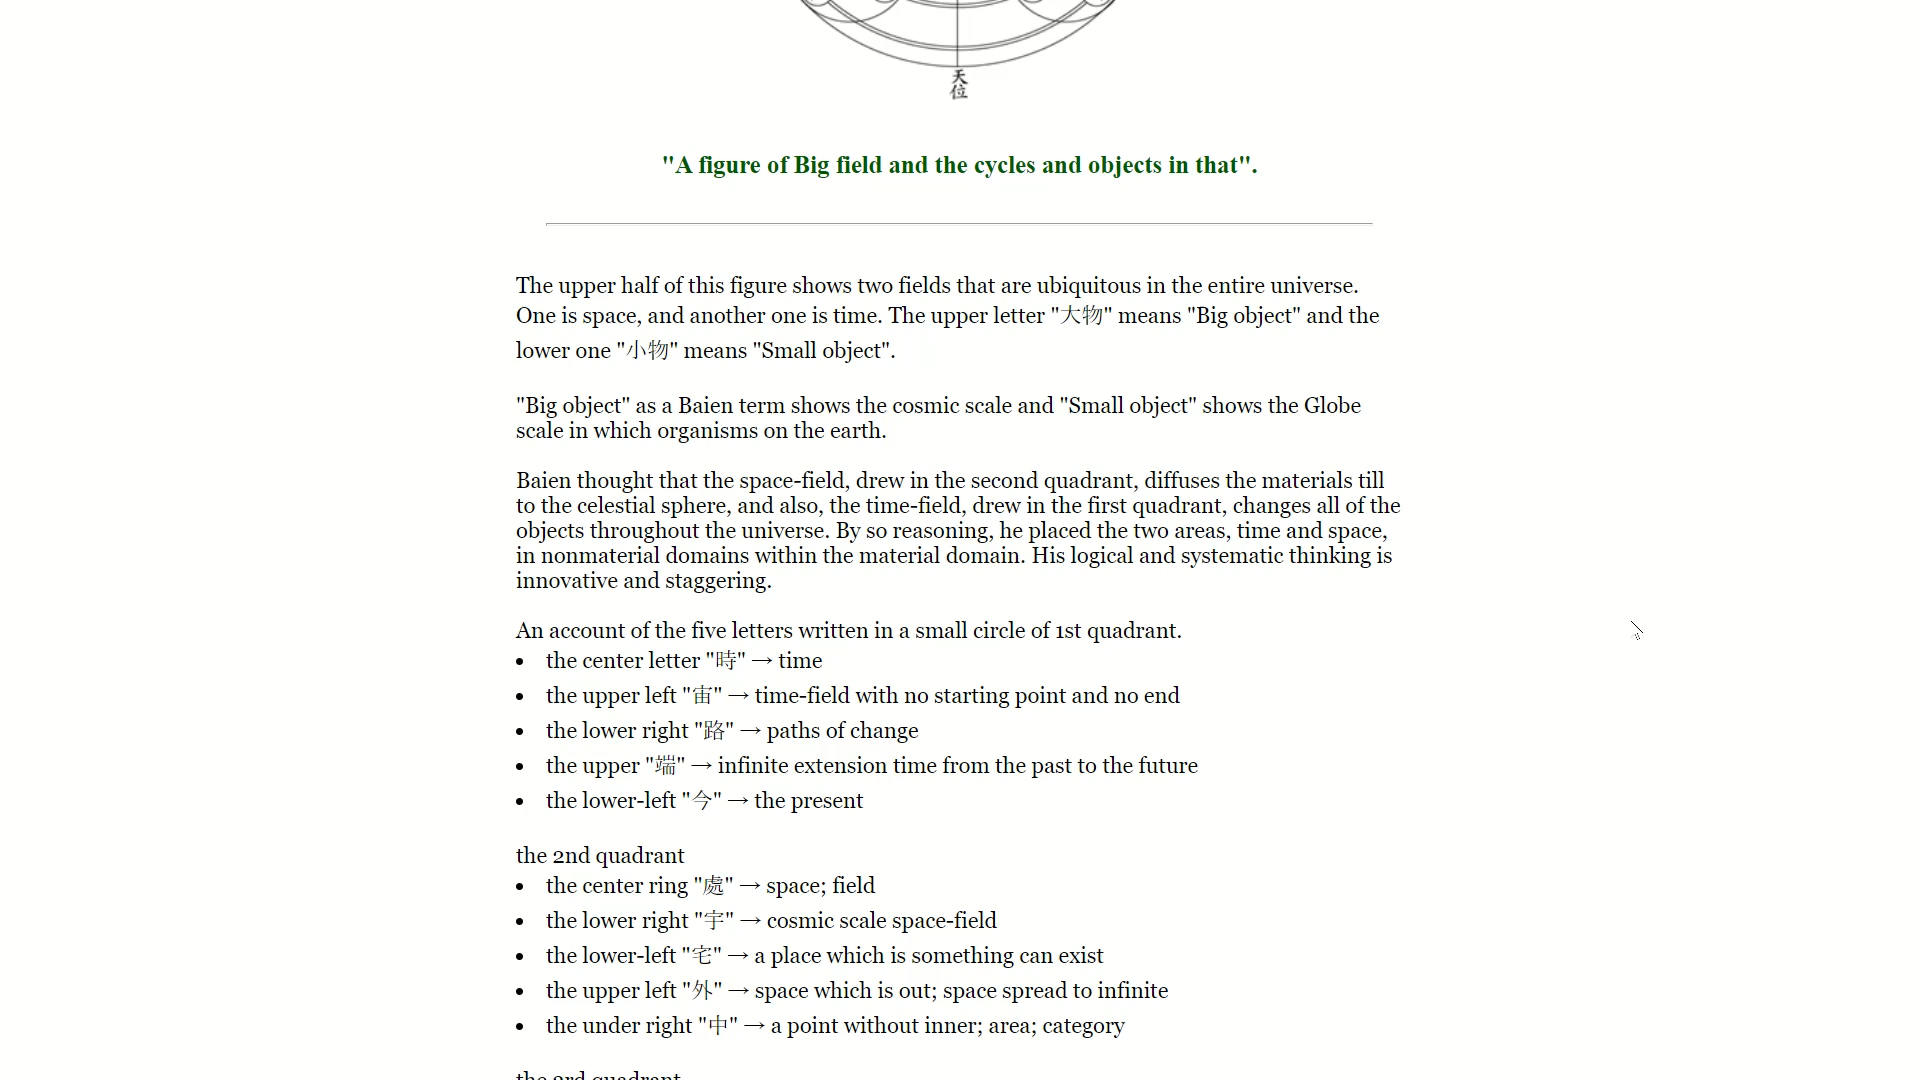 天
位
"A figure of Big field and the cycles and objects in that".
The upper half of this figure shows two fields that are ubiquitous in the entire universe.
One is space, and another one is time. The upper letter "大物" means "Big object" and the
lower one "小物" means "Small object".
"Big object" as a Baien term shows the cosmic scale and "Small object" shows the Globe
scale in which organisms on the earth.
Baien thought that the space-field, drew in the second quadrant, diffuses the materials till
to the celestial sphere, and also, the time-field, drew in the first quadrant, changes all of the
objects throughout the universe. By so reasoning, he placed the two areas, time and space,
in nonmaterial domains within the material domain. His logical and systematic thinking is
innovative and staggering.
An account of the five letters written in a small circle of 1st quadrant.
• the center letter "時" → time
• the upper left "宙" → time-field with no starting point and no end
• the lower right "路" → paths of change
• the upper "端" → infinite extension time from the past to the future
• the lower-left "今" → the present
the 2nd quadrant
• the center ring "處" → space; field
• the lower right "宇" → cosmic scale space-field
• the lower-left "宅" → a place which is something can exist
• the upper left "外" → space which is out; space spread to infinite
• the under right "中" → a point without inner; area; category
the 3rd quadrant